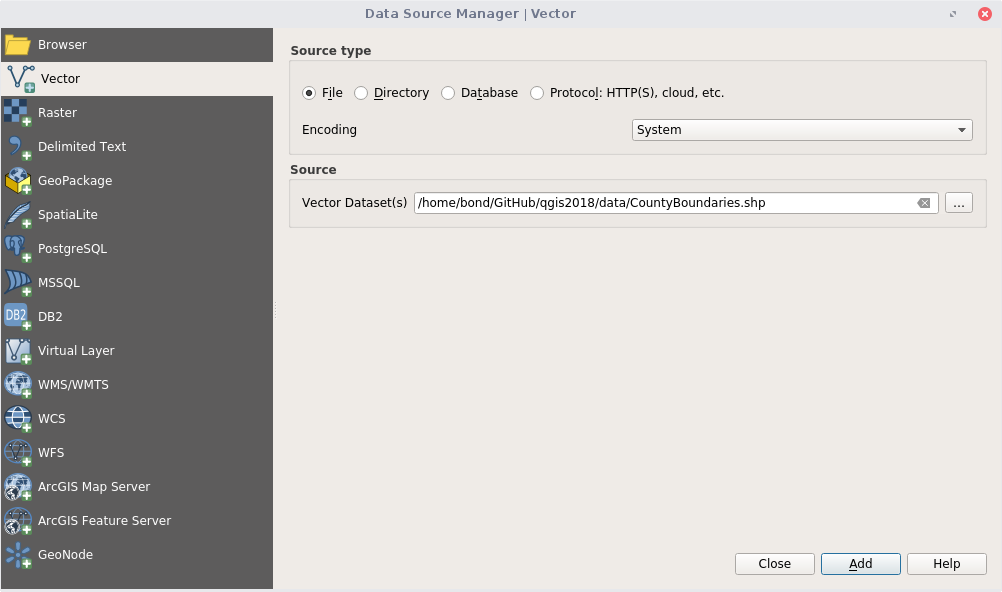 Data Source Manager | Vector
Browser
Vector
Raster
Delimited Text
GeoPackage
SpatiaLite
PostgreSQL
MSSQL
DB2
DB2
Virtual Layer
WMS/WMTS
WCS
WFS
ArcGIS Map Server
ArcGIS Feature Server
GeoNode
Source type
File Directory Database Protocol: HTTP(S), cloud, etc.
Encoding System
Source
Vector Dataset(s) /home/bond/GitHub/qgis2018/data/CountyBoundaries.shp ...
Close Add Help